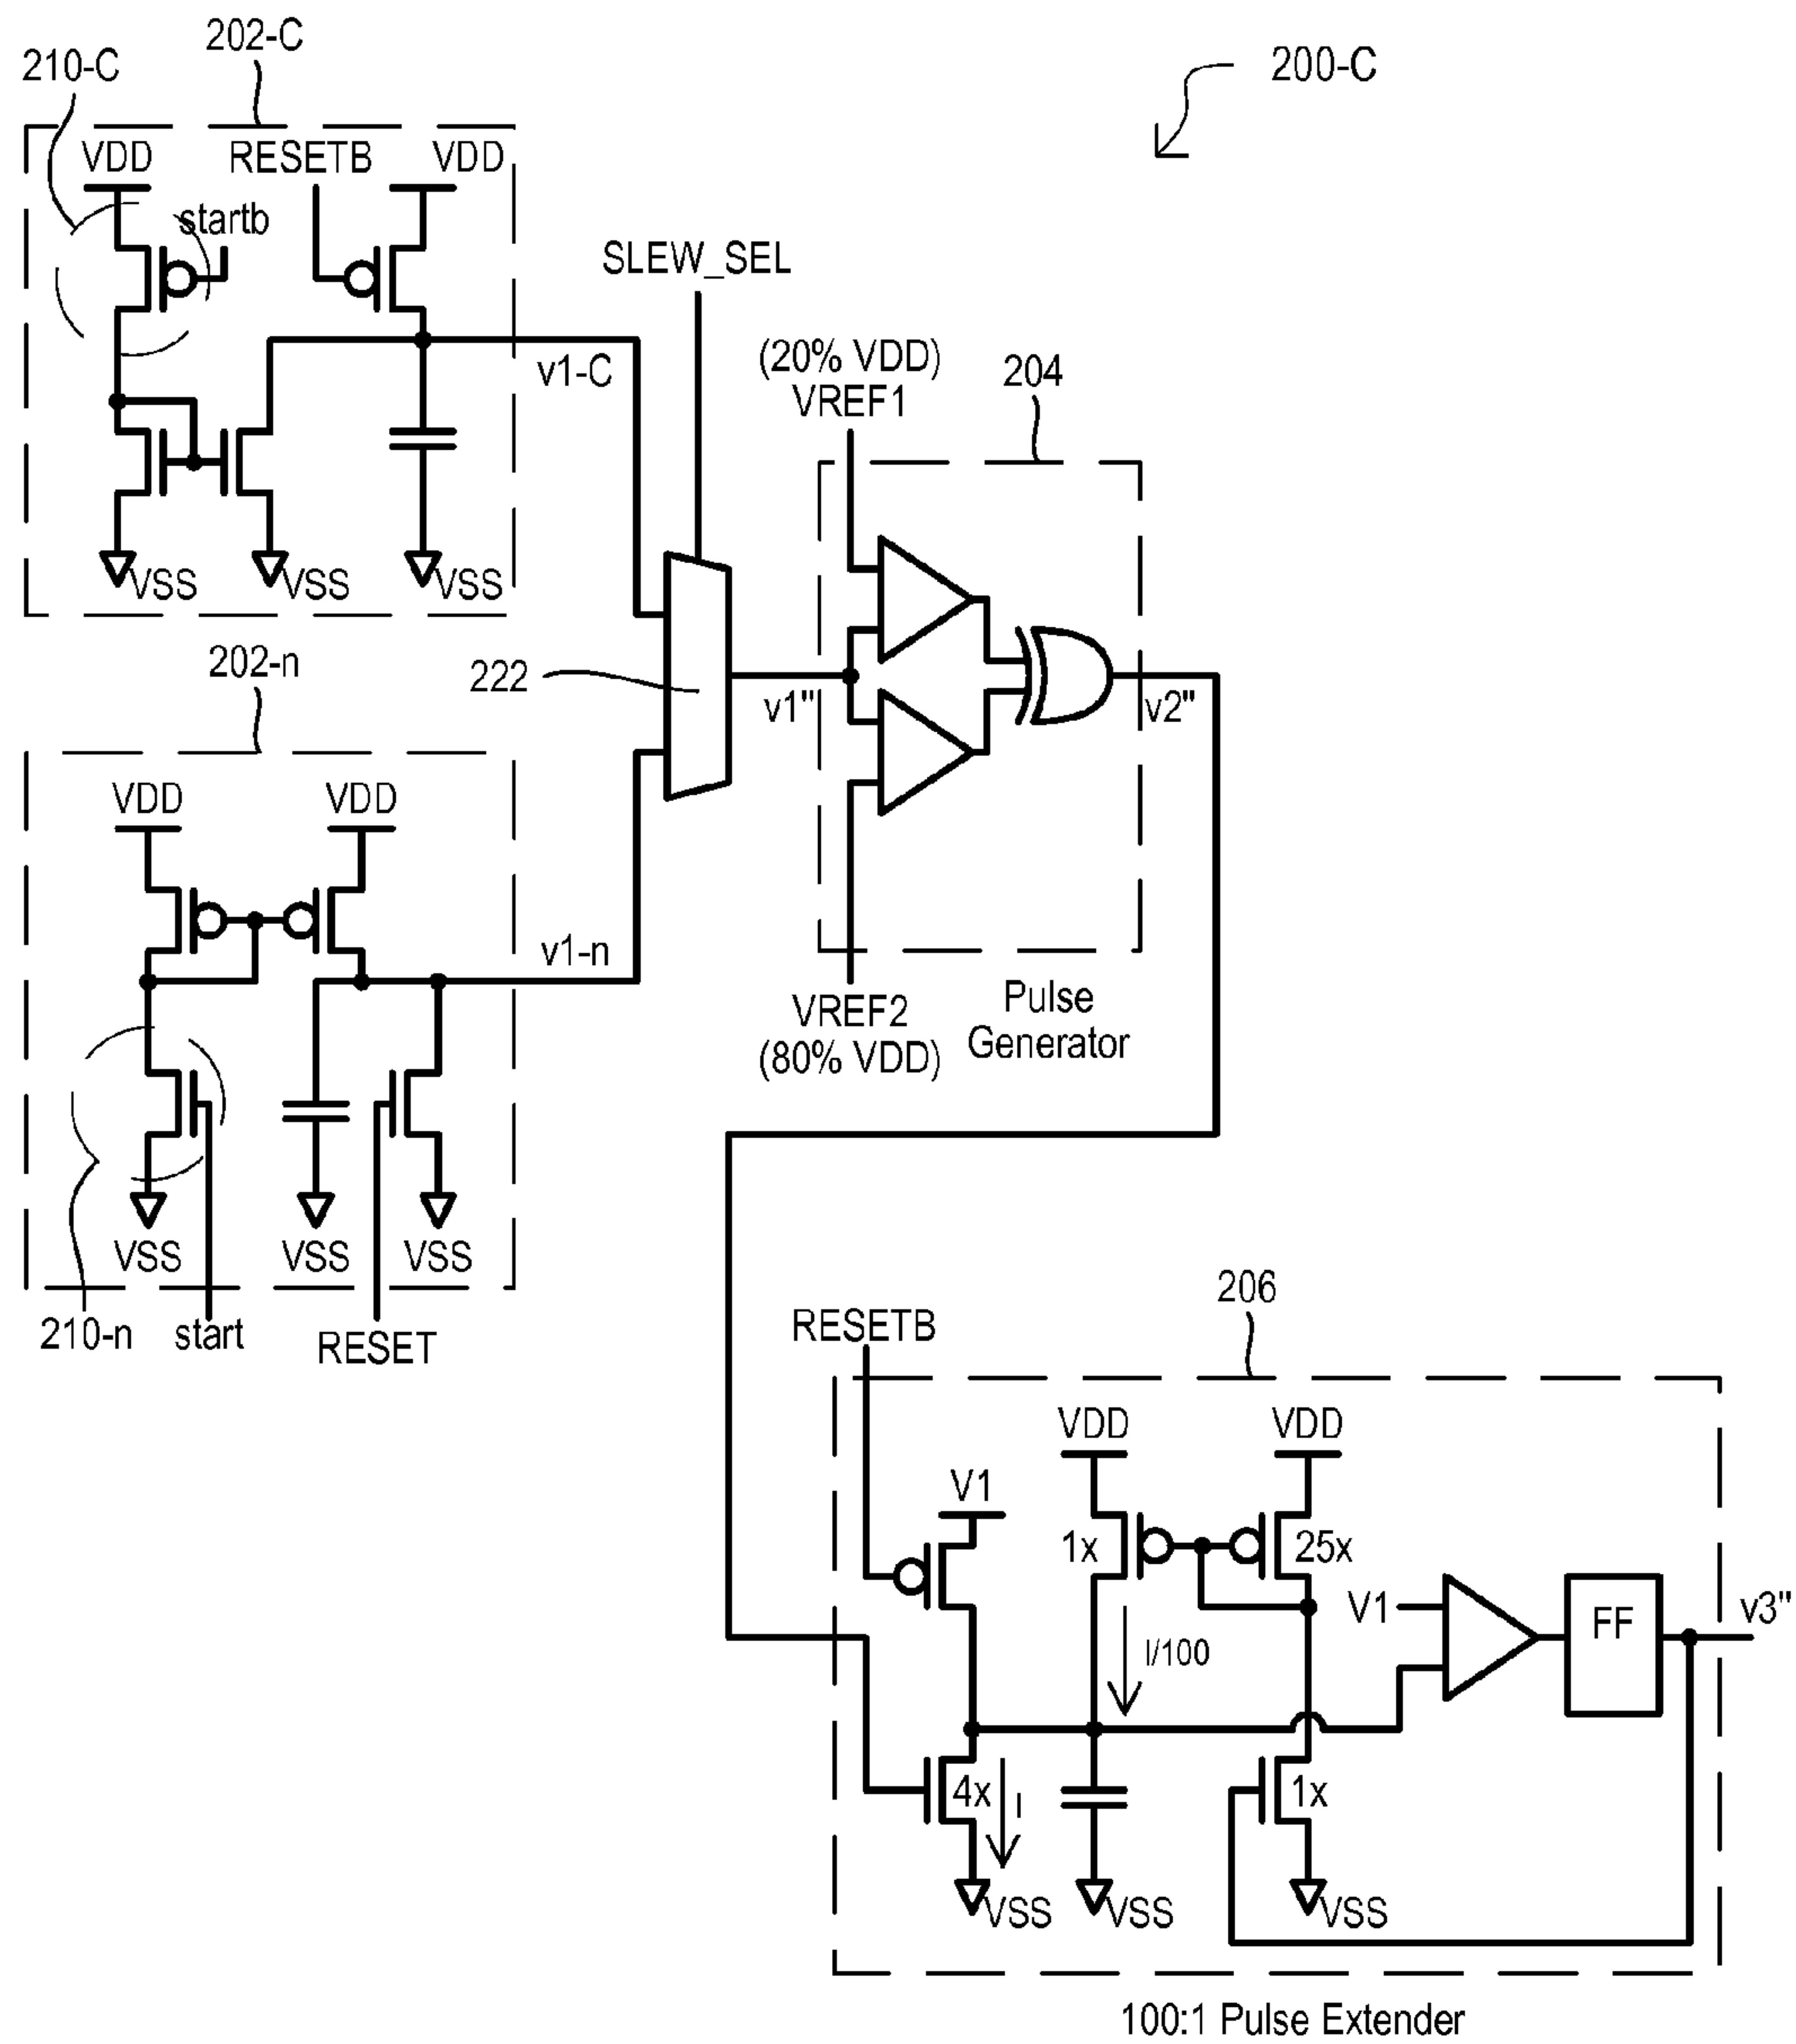 202-C
210-C
200-C
VDD
RESETB
VDD
startb
SLEW_SEL
v1-C
(20% VDD)
VREF1
204
VSS
VSS
VSS
202-n
222
v1"
v2"
VDD
VDD
v1-n
VREF2
(80% VDD)
Pulse
Generator
VSS
VSS
VSS
210-n
start
RESET
RESETB
206
VDD
VDD
V1
1x
25x
V1
FF
v3"
I/100
4x
I
1x
VSS
VSS
VSS
100:1 Pulse Extender